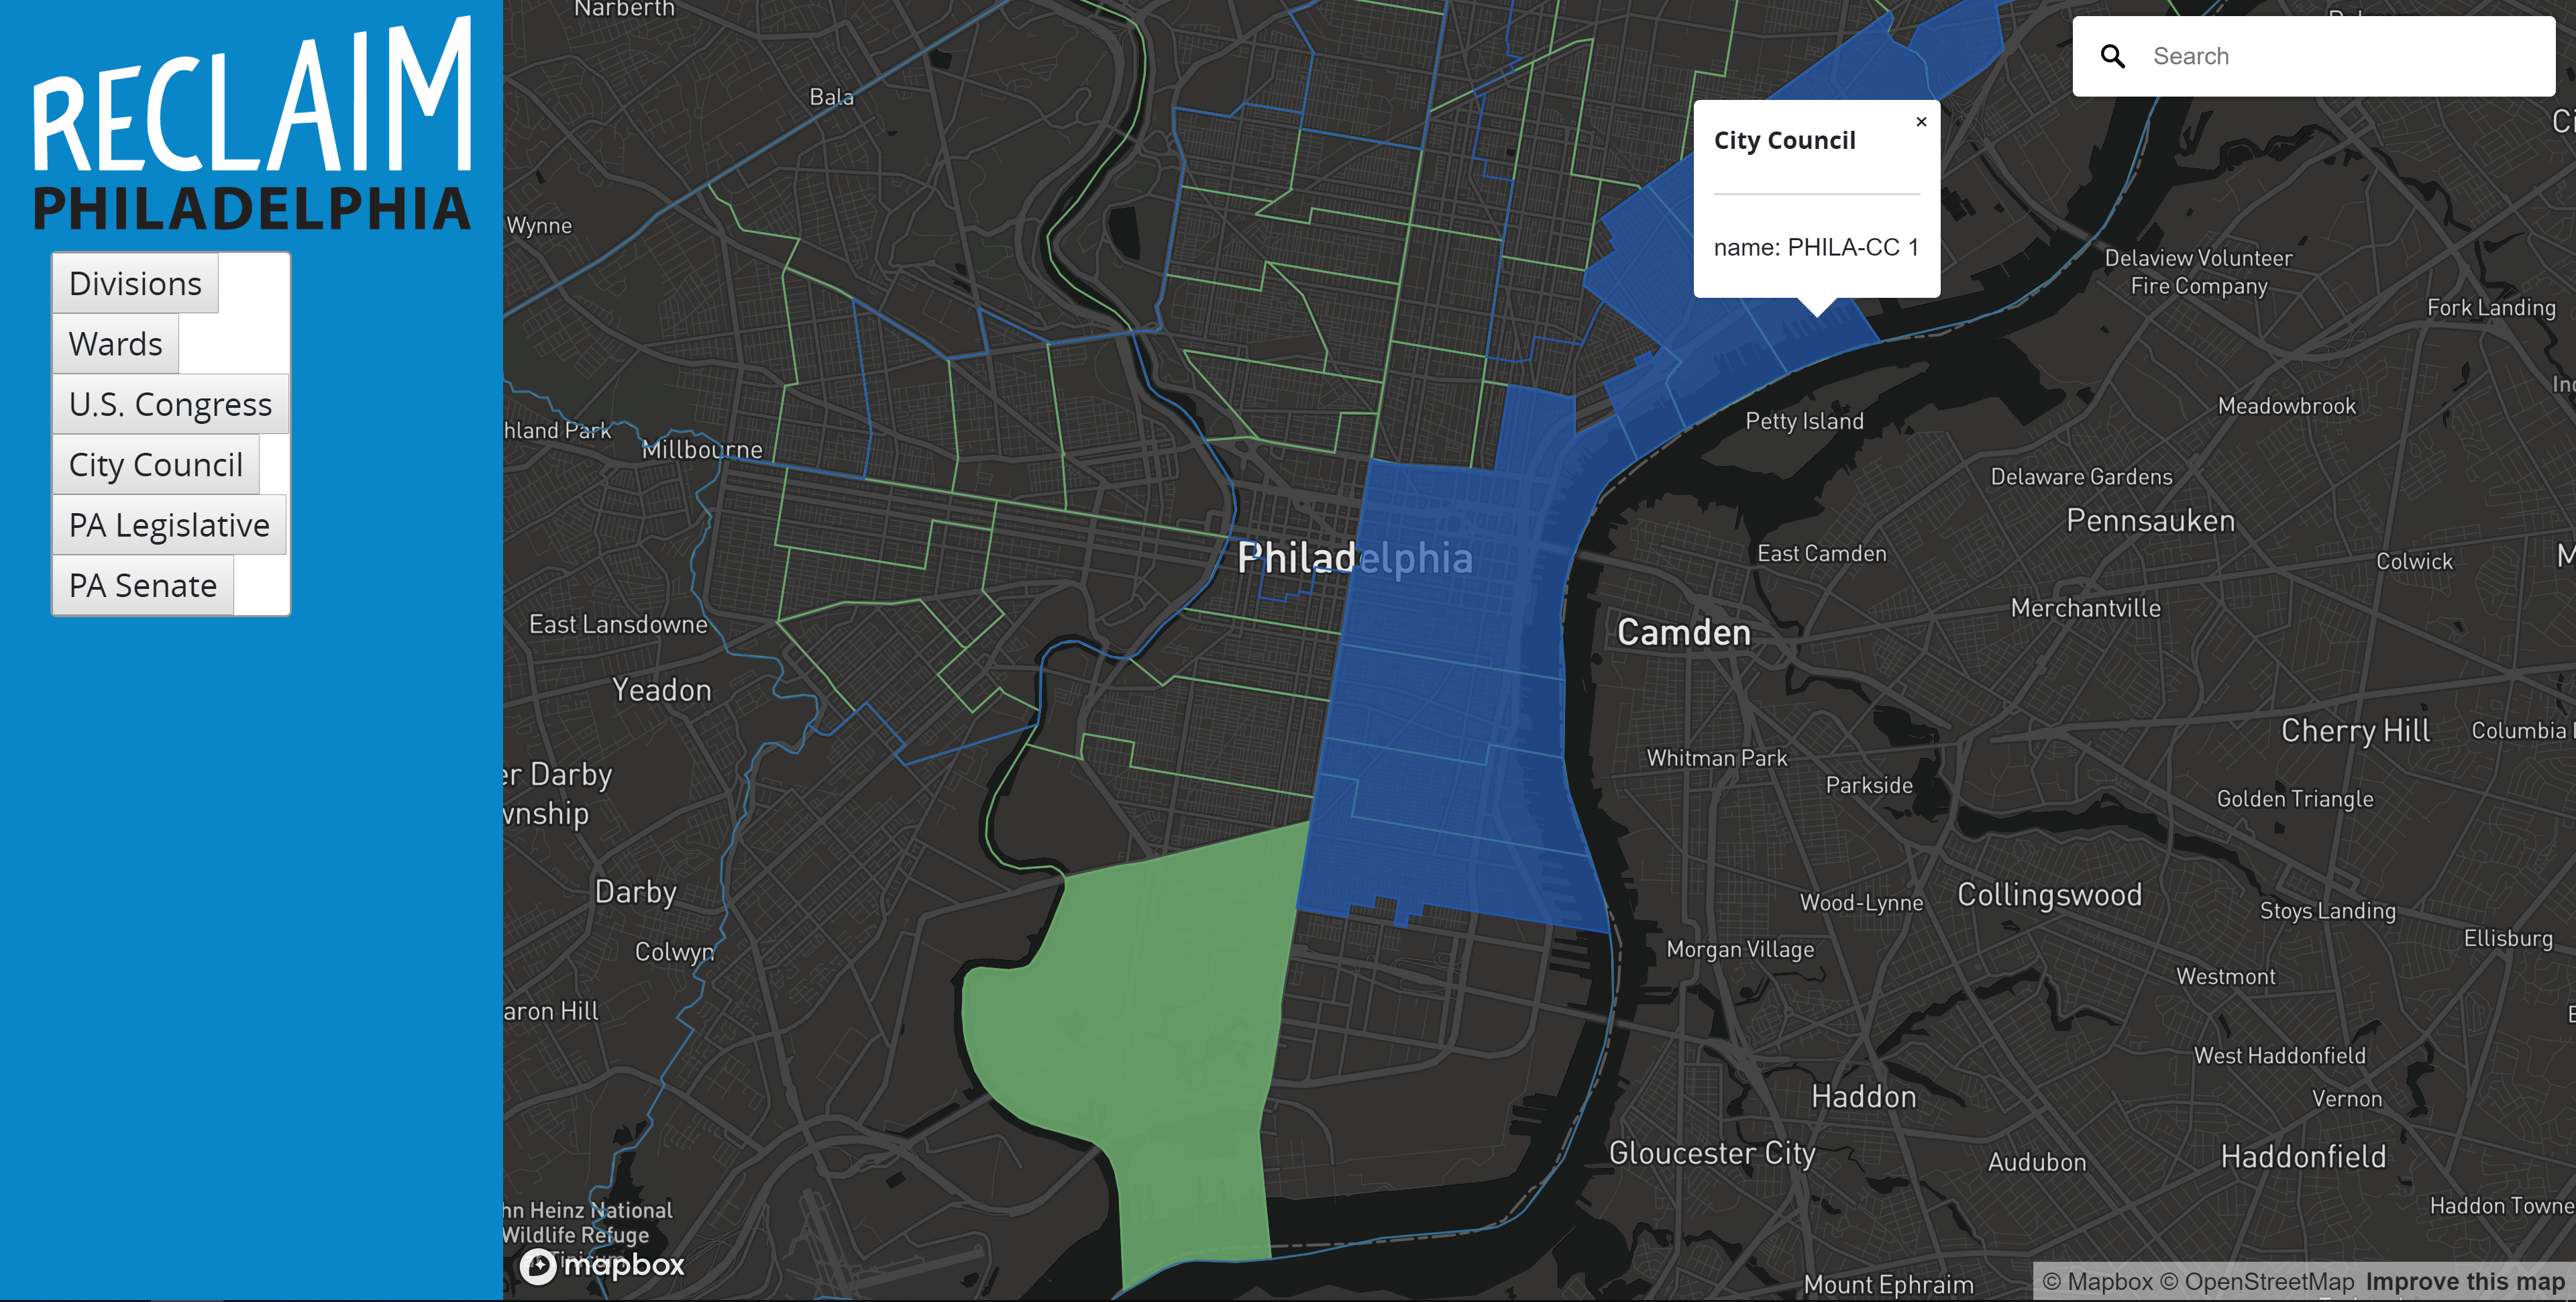 RECLAIM
PHILADELPHIA
Divisions
Wards
U.S. Congress
City Council
PA Legislative
PA Senate
Search
City Council
×
name: PHILA-CC 1
Narberth
Bala
Wynne
hland Park
Millbourne
East Lansdowne
Yeadon
er Darby
wnship
Darby
Colwyn
aron Hill
hn Heinz National
Wildlife Refuge
Philadelphia
Camden
Petty Island
Delaview Volunteer
Fire Company
Fork Landing
Meadowbrook
Delaware Gardens
Pennsauken
East Camden
Colwick
Merchantville
Cherry Hill
Columbia
Whitman Park
Parkside
Golden Triangle
Wood-Lynne
Collingswood
Stoys Landing
Morgan Village
Ellisburg
Westmont
West Haddonfield
Haddon
Vernon
Gloucester City
Audubon
Haddonfield
Haddon Towne
Mount Ephraim
mapbox
© Mapbox © OpenStreetMap Improve this map